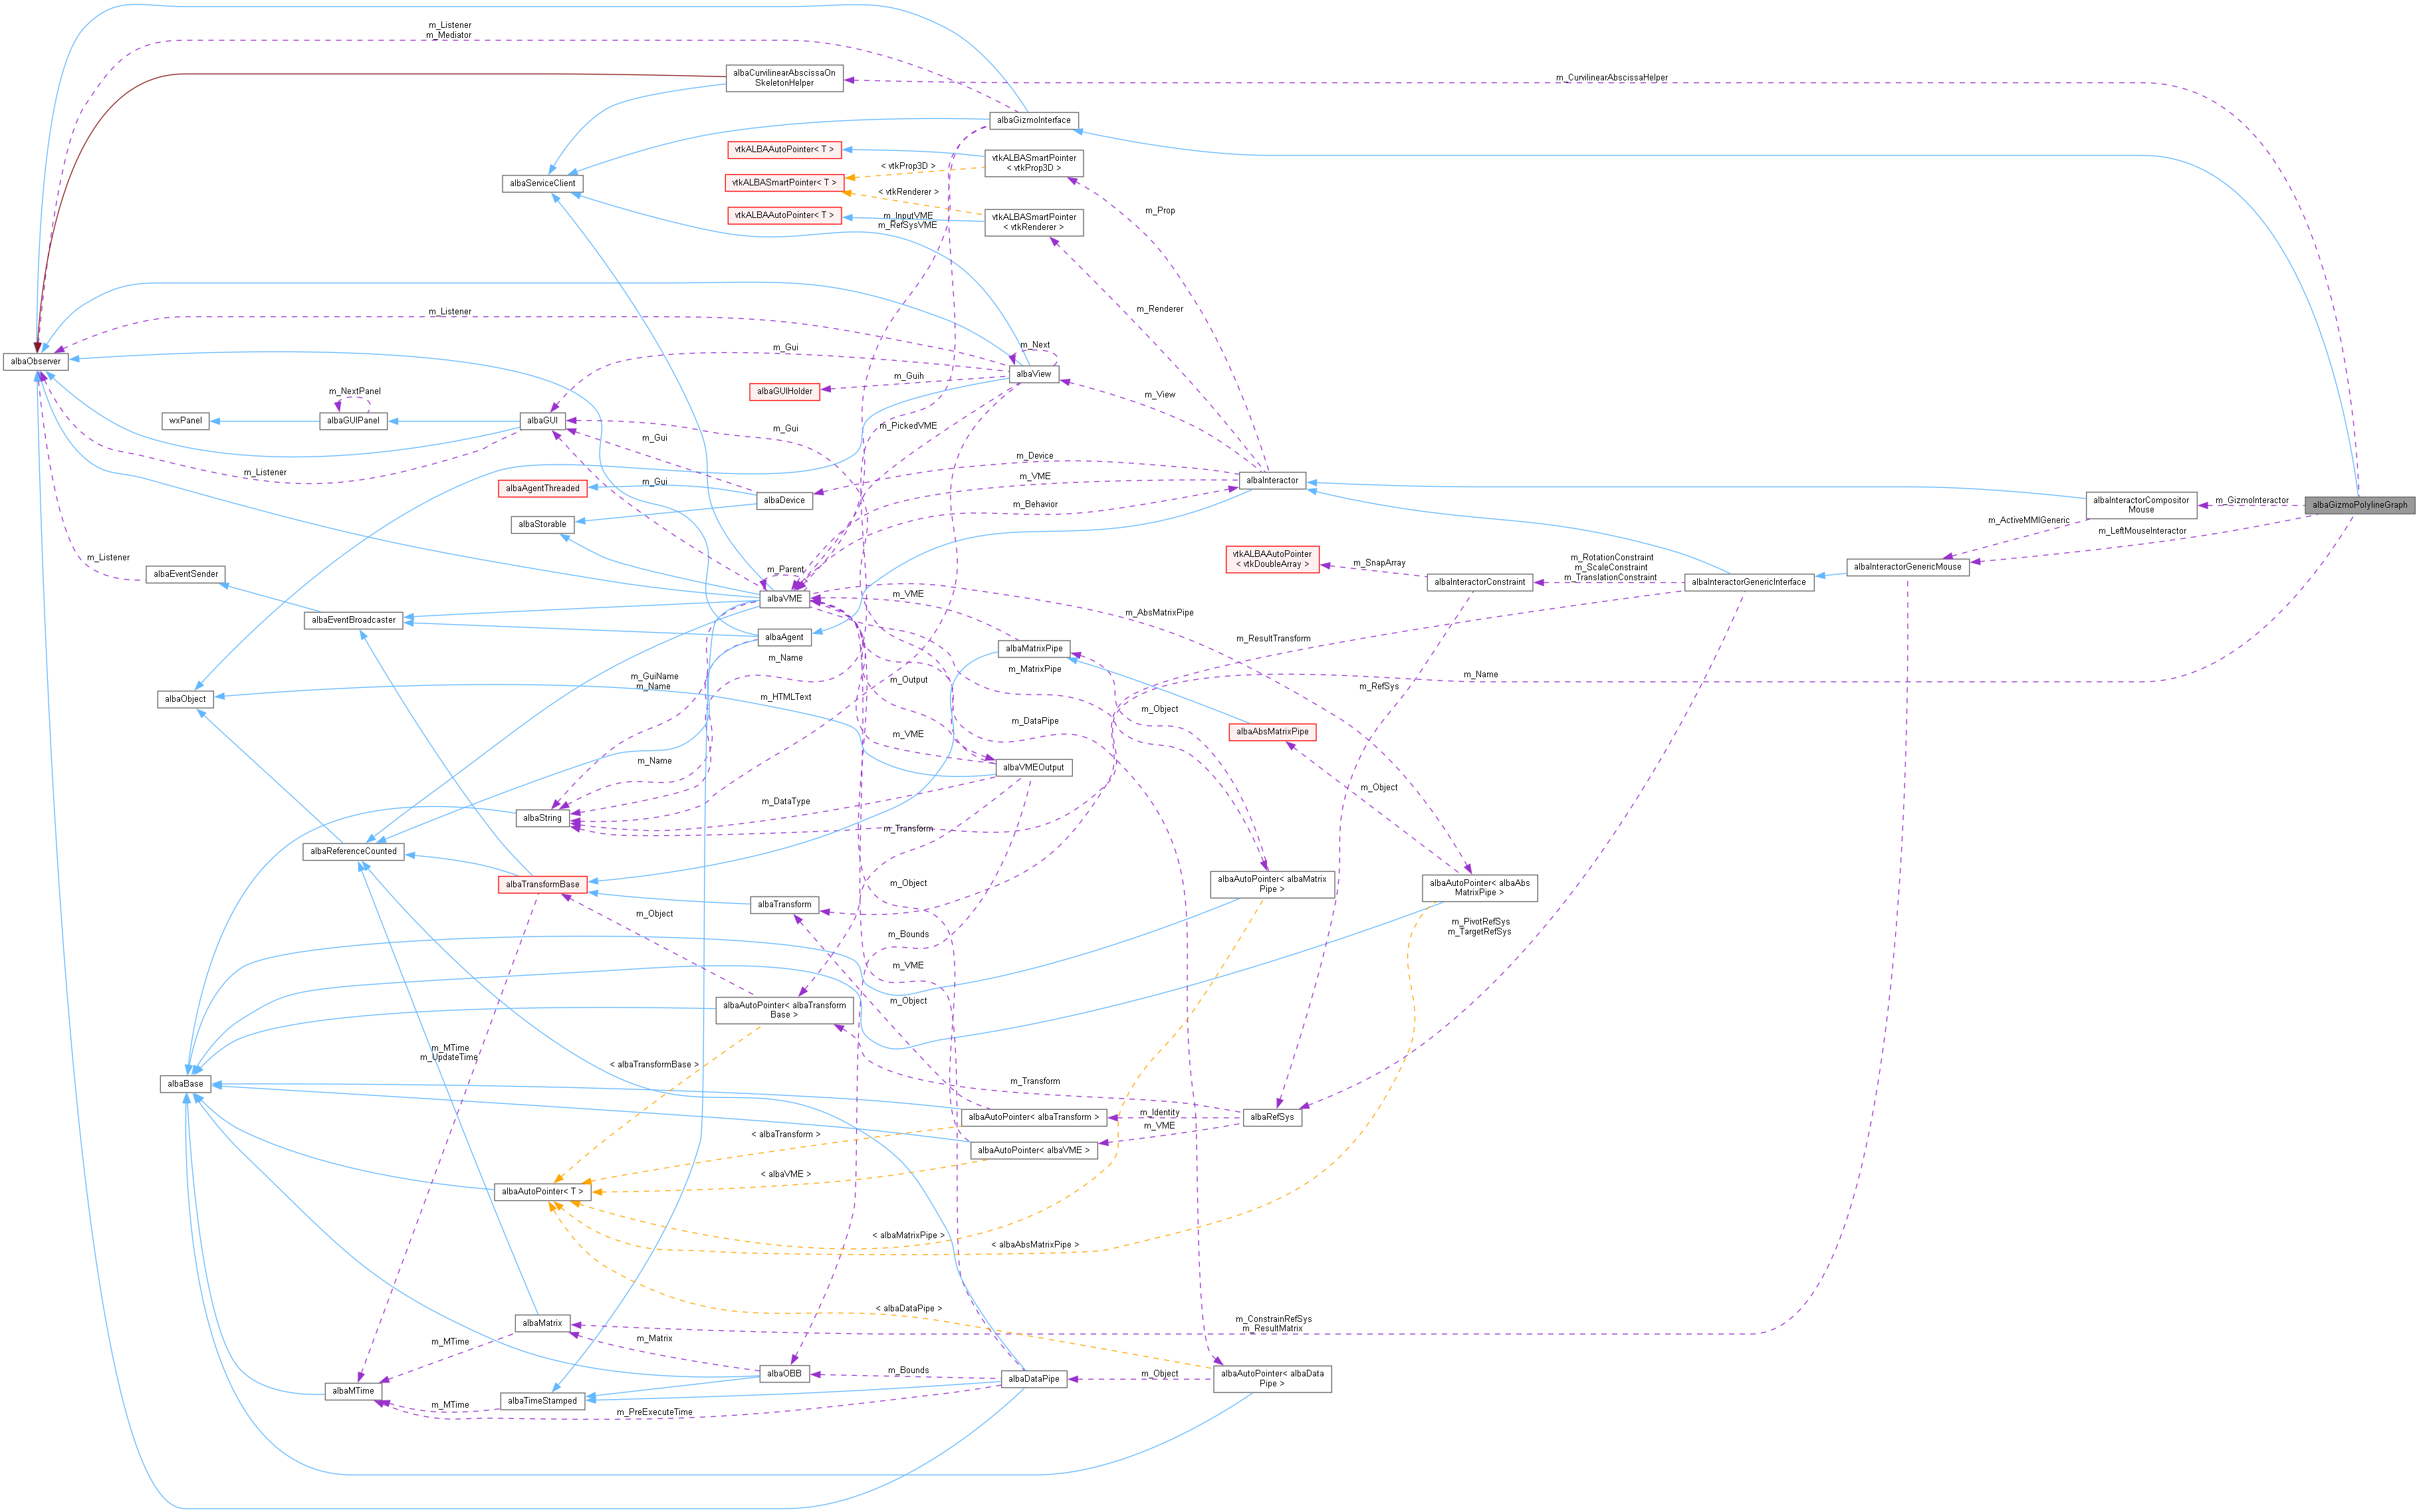 m_Listener
m_Mediator
albaCurvilinearAbscissaOn
SkeletonHelper
m_CurvilinearAbscissaHelper
albaGizmoInterface
vtkALBAAutoPointer< T >
vtkALBASmartPointer
< vtkProp3D >
< vtkProp3D >
albaServiceClient
vtkALBASmartPointer< T >
< vtkRenderer >
vtkALBAAutoPointer< T >
m_InputVME
m_RefSysVME
vtkALBASmartPointer
< vtkRenderer >
m_Prop
m_Listener
m_Renderer
albaObserver
m_Gui
m_Next
albaView
m_Guih
albaGUIHolder
m_NextPanel
wxPanel
albaGUIPanel
albaGUI
m_View
m_Gui
m_PickedVME
m_Gui
m_Listener
m_Device
m_Gui
m_VME
albaInteractor
albaAgentThreaded
albaDevice
m_Behavior
albaInteractorCompositor
Mouse
m_GizmoInteractor
albaGizmoPolylineGraph
albaStorable
m_ActiveMMIGeneric
m_LeftMouseInteractor
m_Listener
vtkALBAAutoPointer
< vtkDoubleArray >
m_SnapArray
m_RotationConstraint
m_ScaleConstraint
m_TranslationConstraint
albaInteractorGenericMouse
albaEventSender
m_Parent
albaInteractorConstraint
albaInteractorGenericInterface
albaVME
m_VME
m_AbsMatrixPipe
albaEventBroadcaster
albaAgent
m_ResultTransform
albaMatrixPipe
m_Name
m_MatrixPipe
m_GuiName
m_Name
m_Output
m_RefSys
m_Name
albaObject
m_HTMLText
m_Object
m_DataPipe
m_VME
albaAbsMatrixPipe
m_Name
albaVMEOutput
m_Object
m_DataType
albaString
m_Transform
albaReferenceCounted
albaTransformBase
m_Object
albaAutoPointer< albaMatrix
Pipe >
albaAutoPointer< albaAbs
MatrixPipe >
albaTransform
m_Object
m_PivotRefSys
m_TargetRefSys
m_Bounds
m_VME
albaAutoPointer< albaTransform
Base >
m_Object
m_MTime
m_UpdateTime
< albaTransformBase >
albaBase
m_Transform
albaAutoPointer< albaTransform >
m_Identity
albaRefSys
m_VME
< albaTransform >
albaAutoPointer< albaVME >
< albaVME >
albaAutoPointer< T >
< albaMatrixPipe >
< albaAbsMatrixPipe >
< albaDataPipe >
albaMatrix
m_ConstrainRefSys
m_ResultMatrix
m_MTime
m_Matrix
albaOBB
m_Bounds
albaDataPipe
m_Object
albaAutoPointer< albaData
Pipe >
albaMTime
m_MTime
albaTimeStamped
m_PreExecuteTime